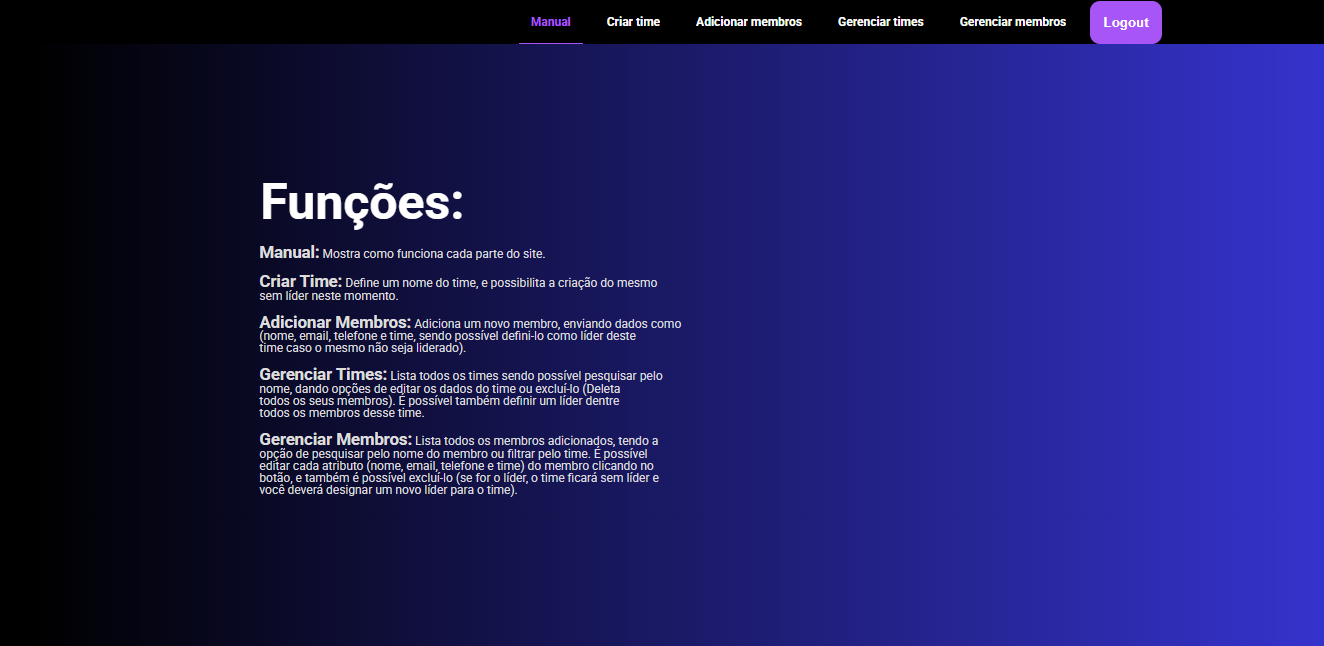 Manual Criar time Adicionar membros Gerenciar times Gerenciar membros Logout
Funções:
Manual: Mostra como funciona cada parte do site.
Criar Time: Define um nome do time, e possibilita a criação do mesmo
sem líder neste momento.
Adicionar Membros: Adiciona um novo membro, enviando dados como
(nome, email, telefone e time, sendo possível defini-lo como líder deste
time caso o mesmo não seja liderado).
Gerenciar Times: Lista todos os times sendo possível pesquisar pelo
nome, dando opções de editar os dados do time ou excluí-lo (Deleta
todos os seus membros). É possível também definir um líder dentre
todos os membros desse time.
Gerenciar Membros: Lista todos os membros adicionados, tendo a
opção de pesquisar pelo nome do membro ou filtrar pelo time. É possível
editar cada atributo (nome, email, telefone e time) do membro clicando no
botão, e também é possível excluí-lo (se for o líder, o time ficará sem líder e
você deverá designar um novo líder para o time).